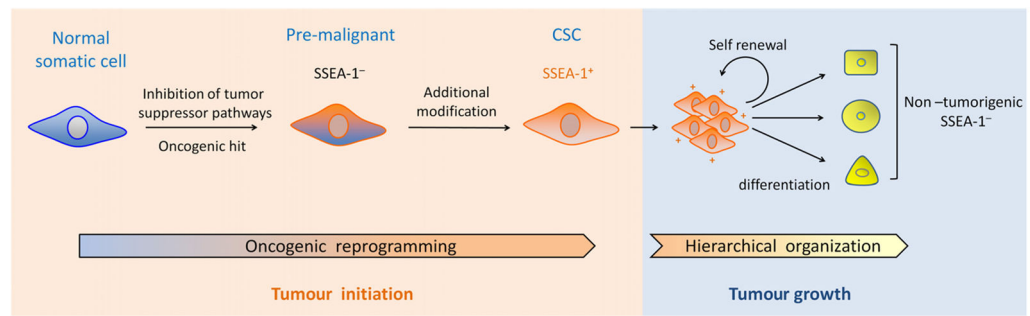 Normal
somatic cell
Inhibition of tumor
suppressor pathways
Oncogenic hit
Pre-malignant
SSEA-1⁻
Additional
modification
CSC
SSEA-1⁺
Self renewal
+
+
+
+
+
differentiation
Non –tumorigenic
SSEA-1⁻
Oncogenic reprogramming
Hierarchical organization
Tumour initiation
Tumour growth